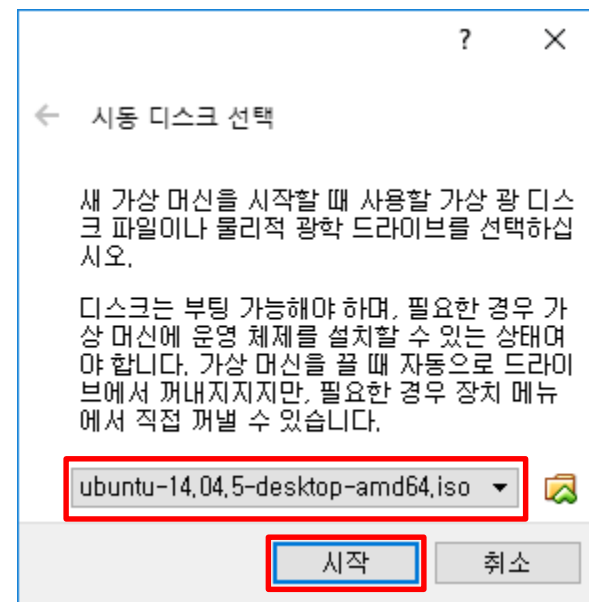 ?
시동 디스크 선택
새 가상 머신을 시작할 때 사용할 가상 광 디스
크 파일이나 물리적 광학 드라이브를 선택하십
시오.
디스크는 부팅 가능해야 하며, 필요한 경우 가
상 머신에 운영 체제를 설치할 수 있는 상태여
야 합니다. 가상 머신을 끌 때 자동으로 드라이
브에서 꺼내지지지만, 필요한 경우 장치 메뉴
에서 직접 꺼낼 수 있습니다.
ubuntu-14.04.5-desktop-amd64.iso
시작 취소